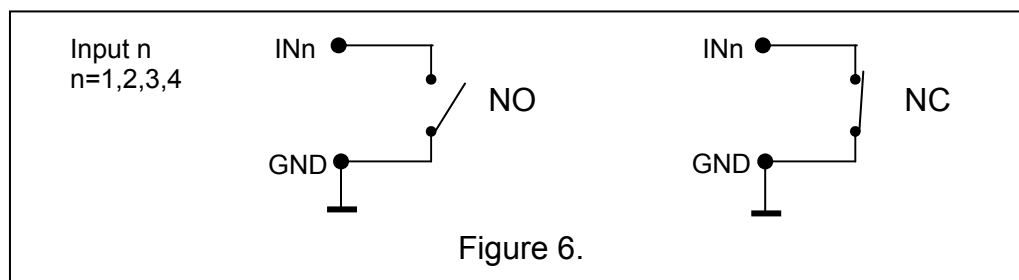 Input n
n=1,2,3,4
INn
NO
GND
INn
NC
GND
Figure 6.